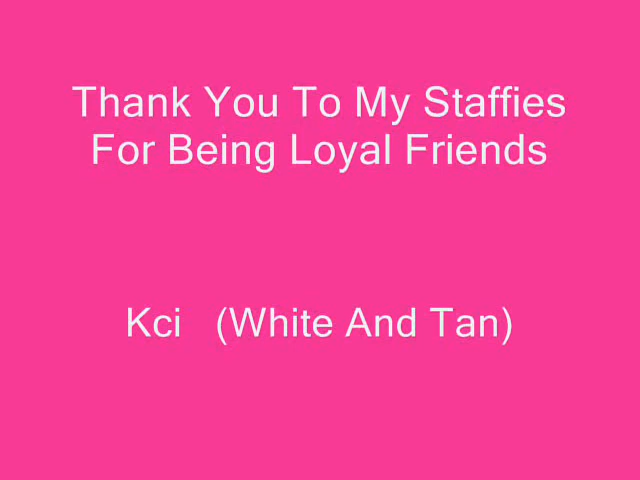 Thank You To My Staffies
For Being Loyal Friends
Kci (White And Tan)